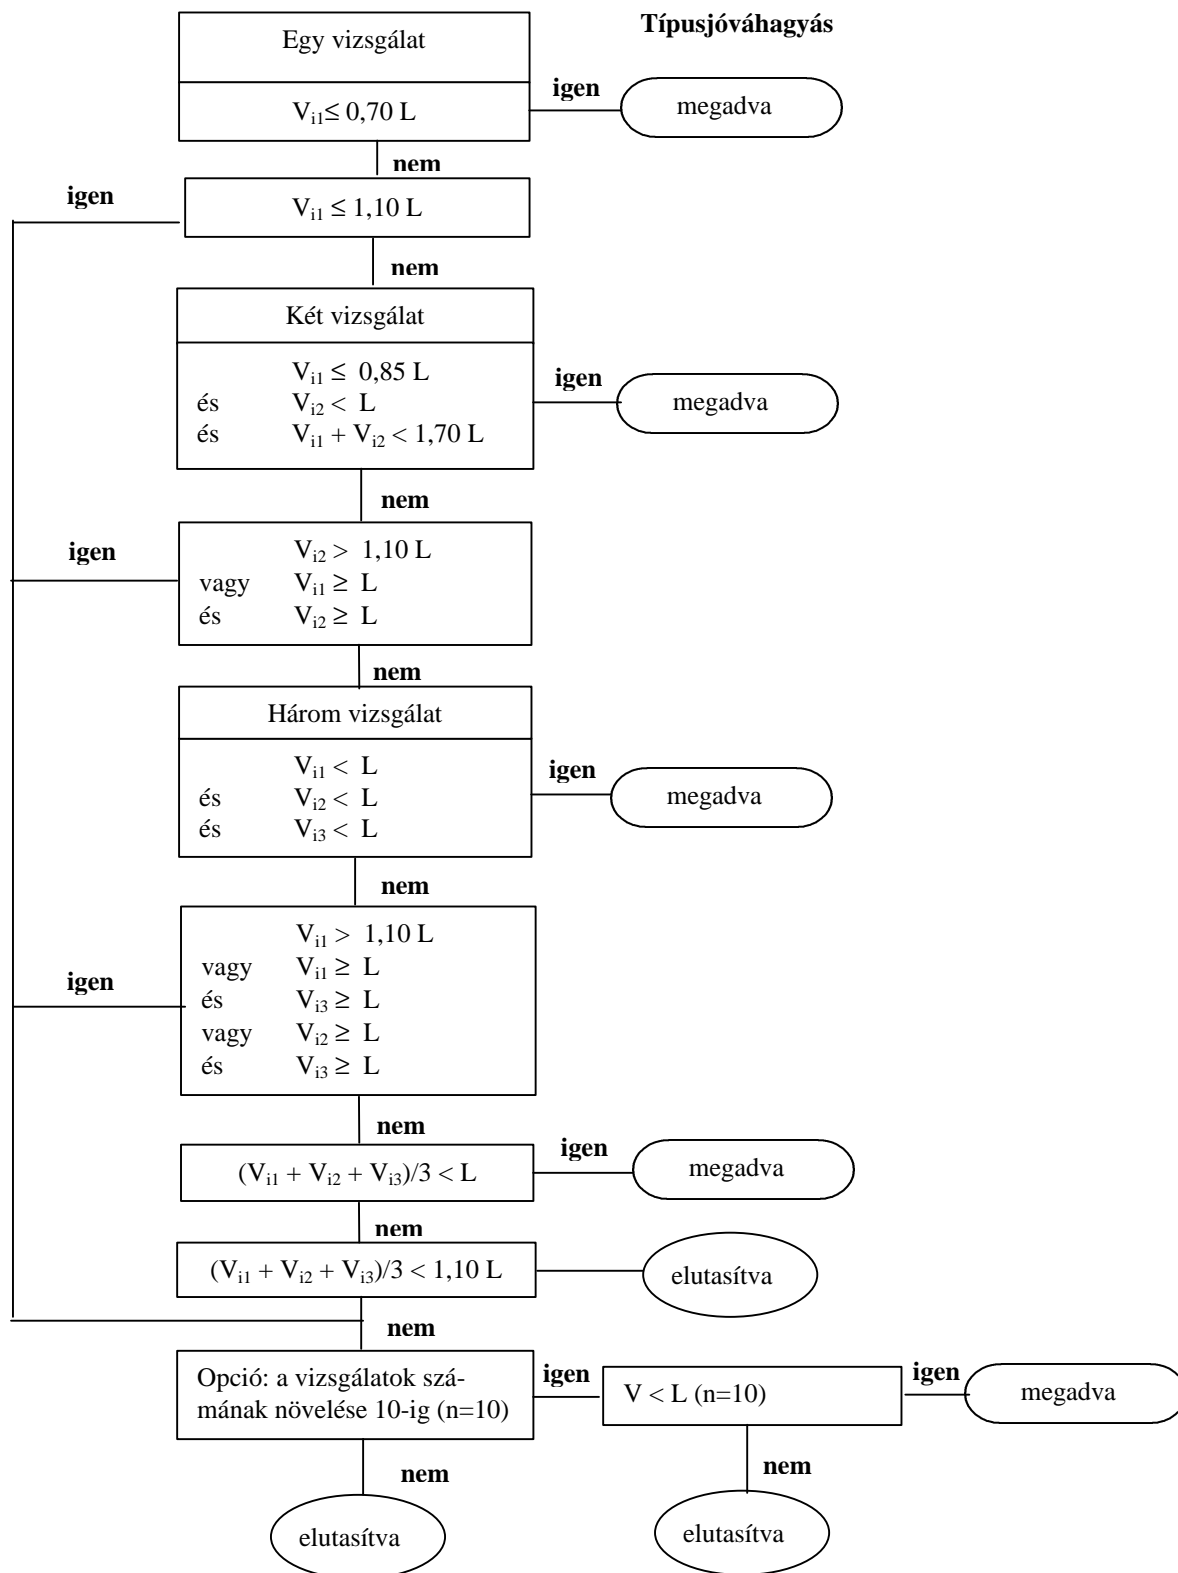 Típusjóváhagyás
Egy vizsgálat
V_i1 ≤ 0,70 L
igen
megadva
nem
igen
V_i1 ≤ 1,10 L
nem
Két vizsgálat
V_i1 ≤ 0,85 L
és V_i2 < L
és V_i1 + V_i2 < 1,70 L
igen
megadva
nem
igen
V_i2 > 1,10 L
vagy V_i1 ≥ L
és V_i2 ≥ L
nem
Három vizsgálat
V_i1 < L
és V_i2 < L
és V_i3 < L
igen
megadva
nem
igen
V_i1 > 1,10 L
vagy V_i1 ≥ L
és V_i3 ≥ L
vagy V_i2 ≥ L
és V_i3 ≥ L
nem
(V_i1 + V_i2 + V_i3)/3 < L
igen
megadva
nem
(V_i1 + V_i2 + V_i3)/3 < 1,10 L
elutasítva
nem
Opció: a vizsgálatok szá-
mának növelése 10-ig (n=10)
igen
V < L (n=10)
igen
megadva
nem
elutasítva
nem
elutasítva